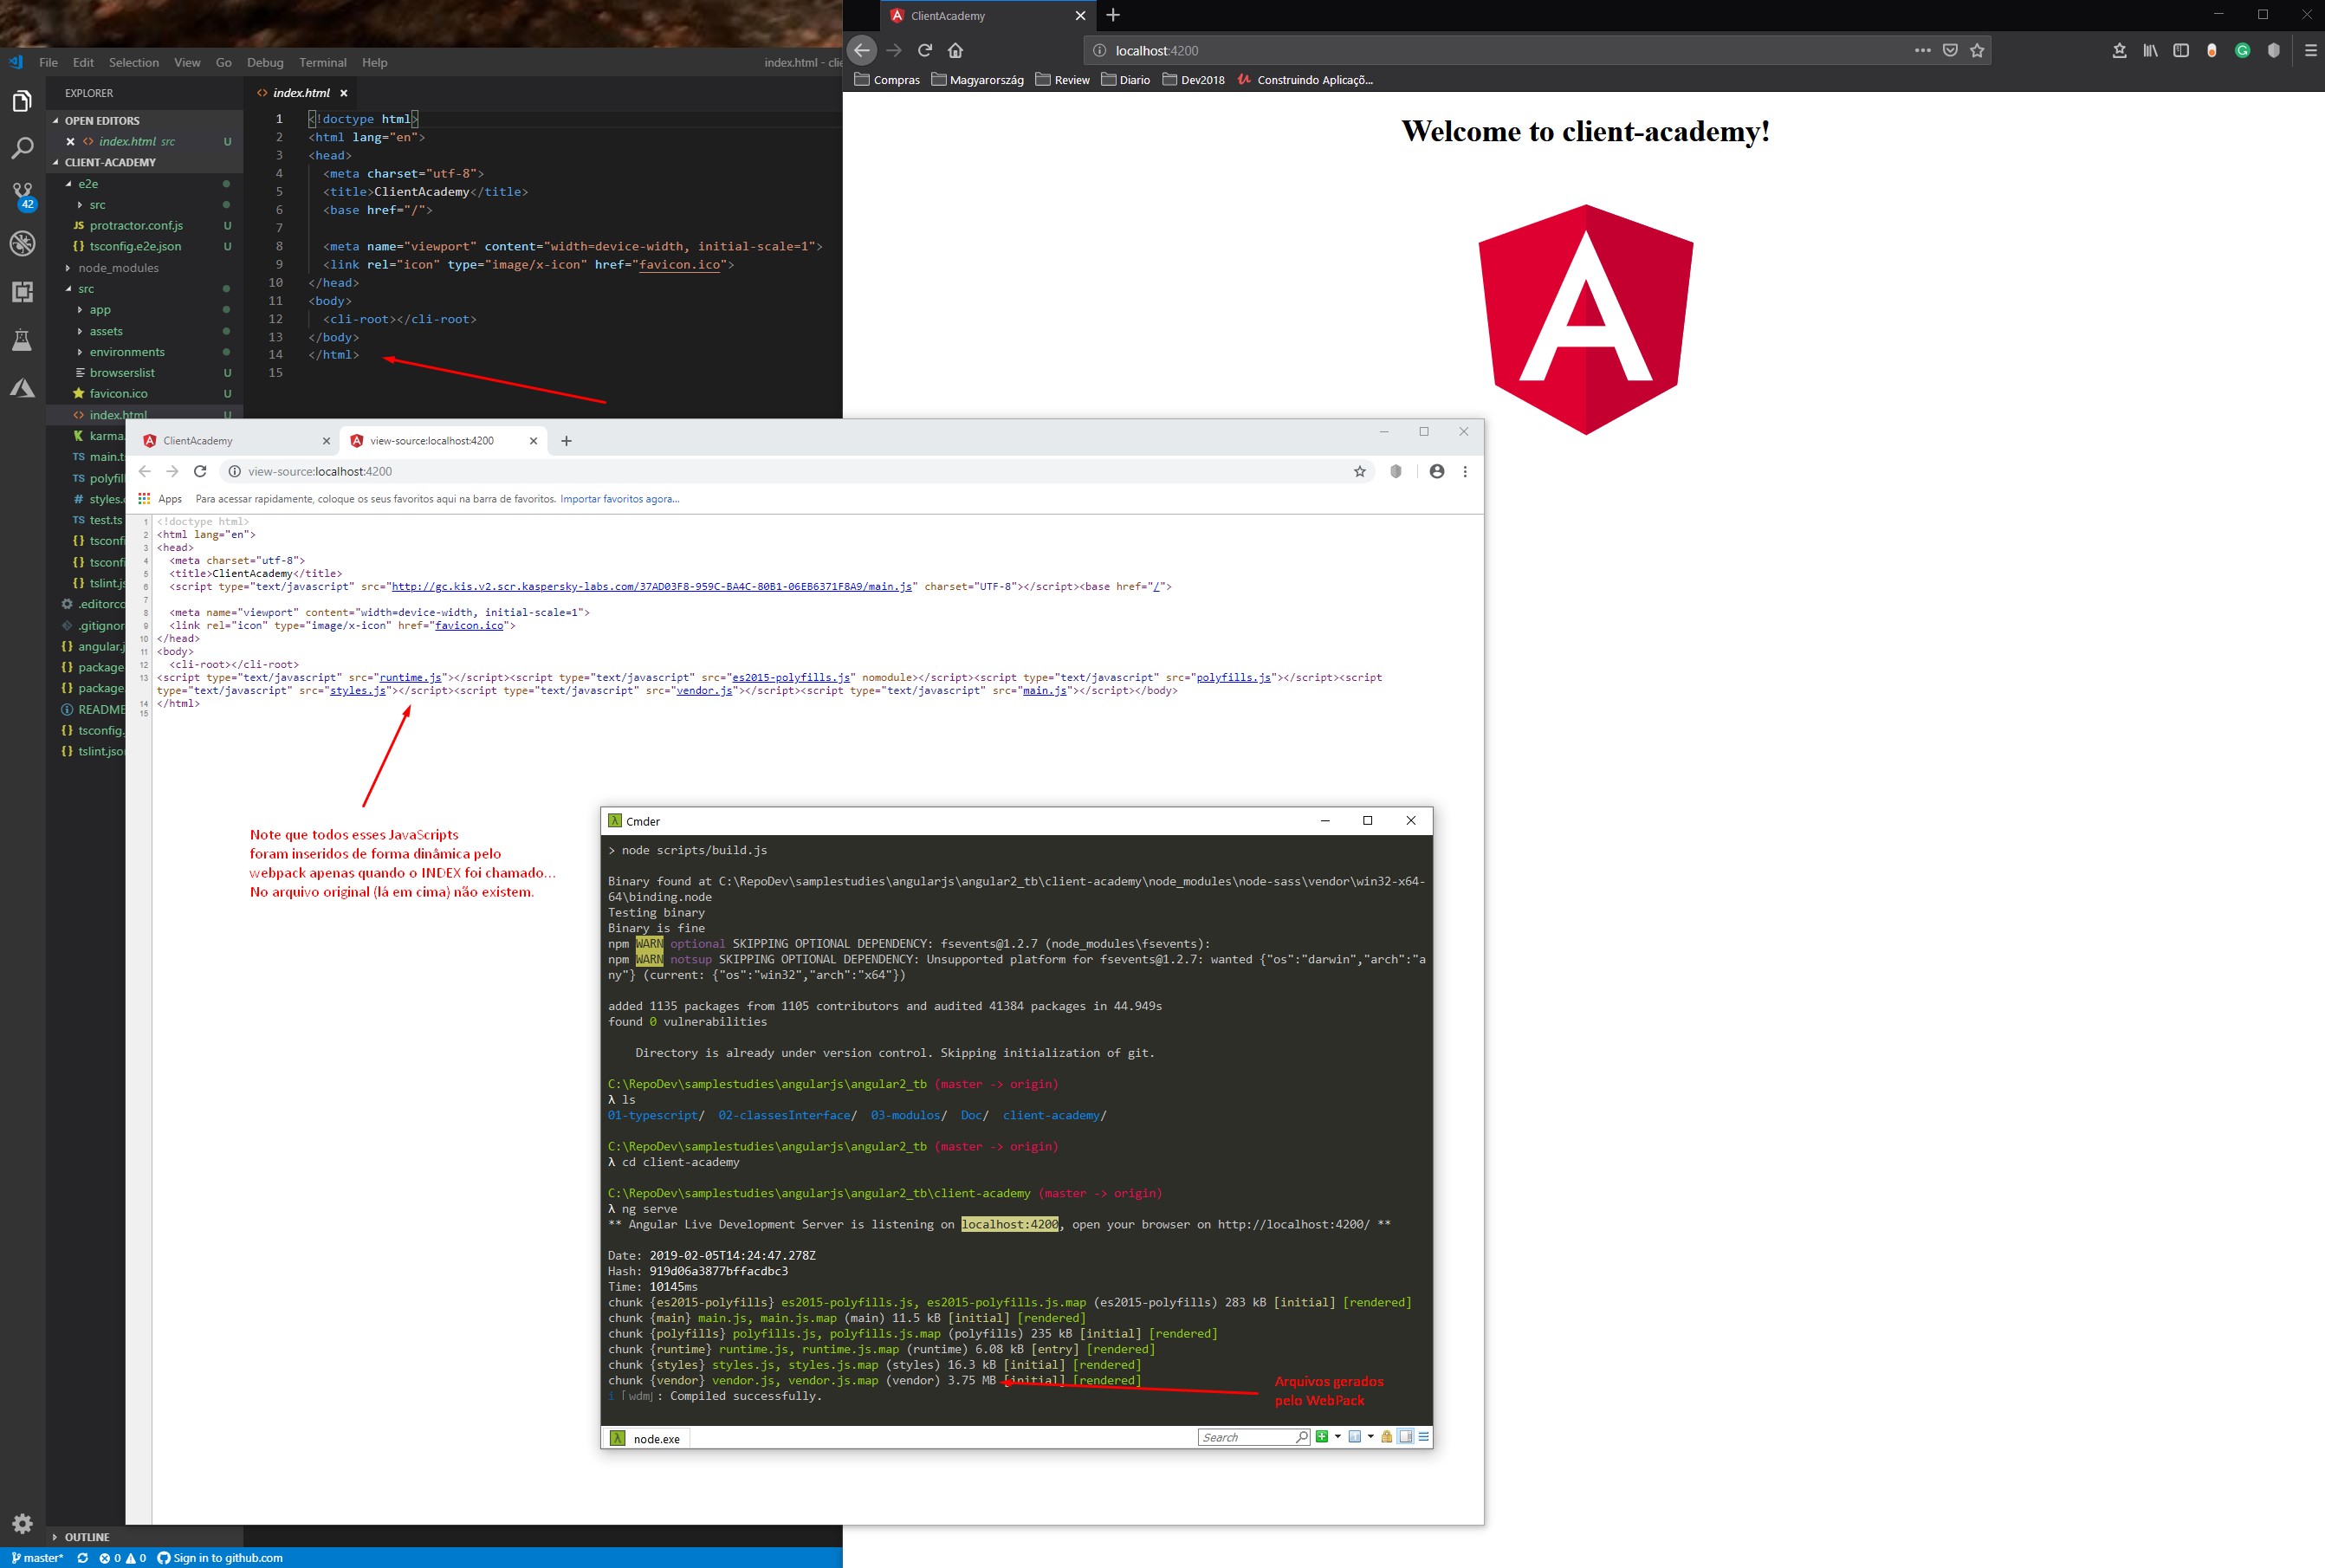 File Edit Selection View Go Debug Terminal Help
index.html - cli
EXPLORER
OPEN EDITORS
index.html src U
CLIENT-ACADEMY
e2e
src
JS protractor.conf.js U
{} tsconfig.e2e.json U
node_modules
src
app
assets
environments
browserslist U
favicon.ico U
index.html U
karma.
TS main.t
TS polyfil
# styles.
TS test.ts
{} tsconfi
{} tsconfi
{} tslint.js
.editorco
.gitignor
{} angular.j
{} package
{} package
README
{} tsconfig.
{} tslint.jso
OUTLINE
42
master* 0 0 Sign in to github.com
index.html
1 <!doctype html>
2 <html lang="en">
3 <head>
4 <meta charset="utf-8">
5 <title>ClientAcademy</title>
6 <base href="/">
7
8 <meta name="viewport" content="width=device-width, initial-scale=1">
9 <link rel="icon" type="image/x-icon" href="favicon.ico">
10 </head>
11 <body>
12 <cli-root></cli-root>
13 </body>
14 </html>
15
ClientAcademy
localhost:4200
Compras Magyarország Review Diario Dev2018 Construindo Aplicaçõ...
Welcome to client-academy!
A
ClientAcademy view-source:localhost:4200
view-source:localhost:4200
Apps Para acessar rapidamente, coloque os seus favoritos aqui na barra de favoritos. Importar favoritos agora...
1 <!doctype html>
2 <html lang="en">
3 <head>
4 <meta charset="utf-8">
5 <title>ClientAcademy</title>
6 <script type="text/javascript" src="http://gc.kis.v2.scr.kaspersky-labs.com/37AD03F8-959C-BA4C-80B1-06EB6371F8A9/main.js" charset="UTF-8"></script><base href="/">
7
8 <meta name="viewport" content="width=device-width, initial-scale=1">
9 <link rel="icon" type="image/x-icon" href="favicon.ico">
10 </head>
11 <body>
12 <cli-root></cli-root>
13 <script type="text/javascript" src="runtime.js"></script><script type="text/javascript" src="es2015-polyfills.js" nomodule></script><script type="text/javascript" src="polyfills.js"></script><script
type="text/javascript" src="styles.js"></script><script type="text/javascript" src="vendor.js"></script><script type="text/javascript" src="main.js"></script></body>
14 </html>
15
Note que todos esses JavaScripts
foram inseridos de forma dinâmica pelo
webpack apenas quando o INDEX foi chamado...
No arquivo original (lá em cima) não existem.
Cmder
> node scripts/build.js
Binary found at C:\RepoDev\samplestudies\angularjs\angular2_tb\client-academy\node_modules\node-sass\vendor\win32-x64-
64\binding.node
Testing binary
Binary is fine
npm WARN optional SKIPPING OPTIONAL DEPENDENCY: fsevents@1.2.7 (node_modules\fsevents):
npm WARN notsup SKIPPING OPTIONAL DEPENDENCY: Unsupported platform for fsevents@1.2.7: wanted {"os":"darwin","arch":"a
ny"} (current: {"os":"win32","arch":"x64"})
added 1135 packages from 1105 contributors and audited 41384 packages in 44.949s
found 0 vulnerabilities
Directory is already under version control. Skipping initialization of git.
C:\RepoDev\samplestudies\angularjs\angular2_tb (master -> origin)
λ ls
01-typescript/ 02-classesInterface/ 03-modulos/ Doc/ client-academy/
C:\RepoDev\samplestudies\angularjs\angular2_tb (master -> origin)
λ cd client-academy
C:\RepoDev\samplestudies\angularjs\angular2_tb\client-academy (master -> origin)
λ ng serve
** Angular Live Development Server is listening on localhost:4200, open your browser on http://localhost:4200/ **
Date: 2019-02-05T14:24:47.278Z
Hash: 919d06a3877bffacdbc3
Time: 10145ms
chunk {es2015-polyfills} es2015-polyfills.js, es2015-polyfills.js.map (es2015-polyfills) 283 kB [initial] [rendered]
chunk {main} main.js, main.js.map (main) 11.5 kB [initial] [rendered]
chunk {polyfills} polyfills.js, polyfills.js.map (polyfills) 235 kB [initial] [rendered]
chunk {runtime} runtime.js, runtime.js.map (runtime) 6.08 kB [entry] [rendered]
chunk {styles} styles.js, styles.js.map (styles) 16.3 kB [initial] [rendered]
chunk {vendor} vendor.js, vendor.js.map (vendor) 3.75 MB [initial] [rendered]
i ｢wdm｣: Compiled successfully.
Arquivos gerados
pelo WebPack
node.exe
Search